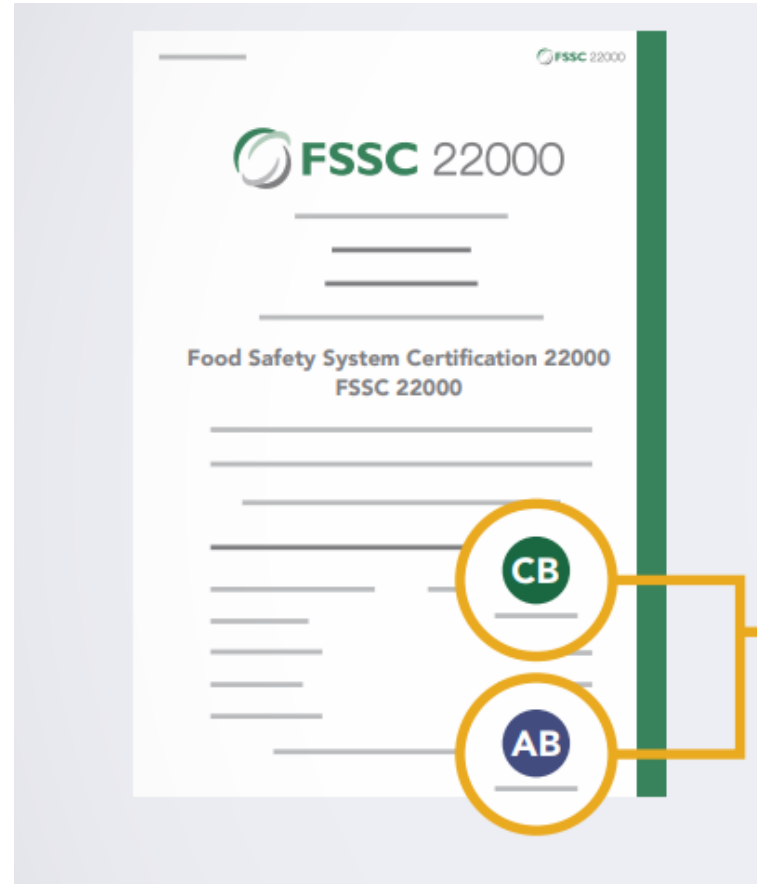 FSSC 22000
FSSC 22000
Food Safety System Certification 22000
FSSC 22000
CB
AB